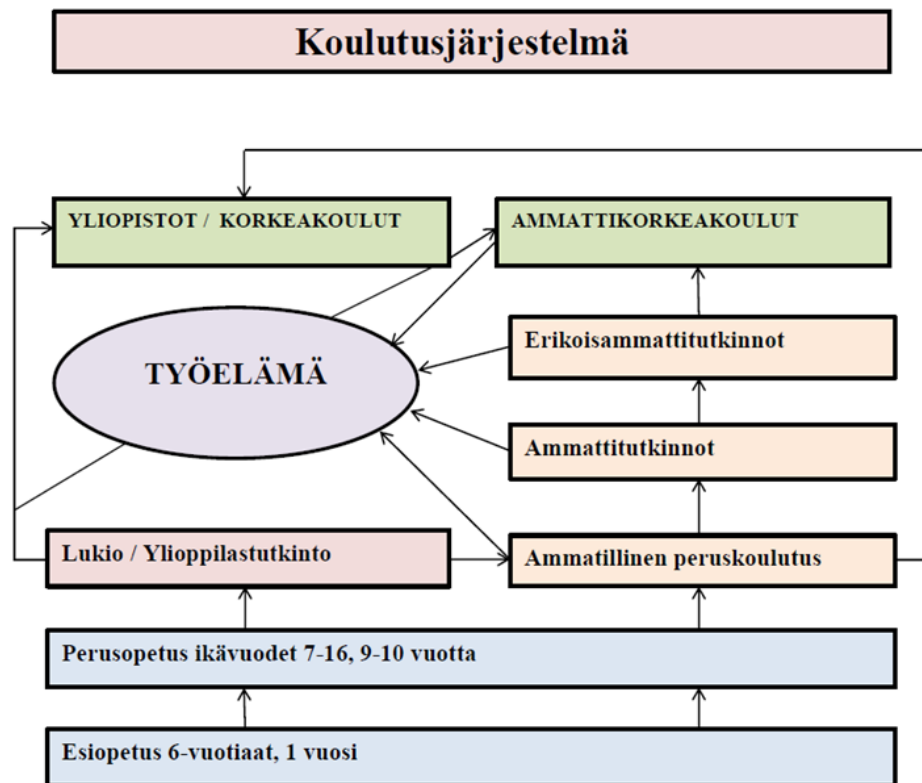 Koulutusjärjestelmä
YLIOPISTOT / KORKEAKOULUT
AMMATTIKORKEAKOULUT
Erikoisammattitutkinnot
TYÖELÄMÄ
Ammattitutkinnot
Lukio / Ylioppilastutkinto
Ammatillinen peruskoulutus
Perusopetus ikävuodet 7-16, 9-10 vuotta
Esiopetus 6-vuotiaat, 1 vuosi